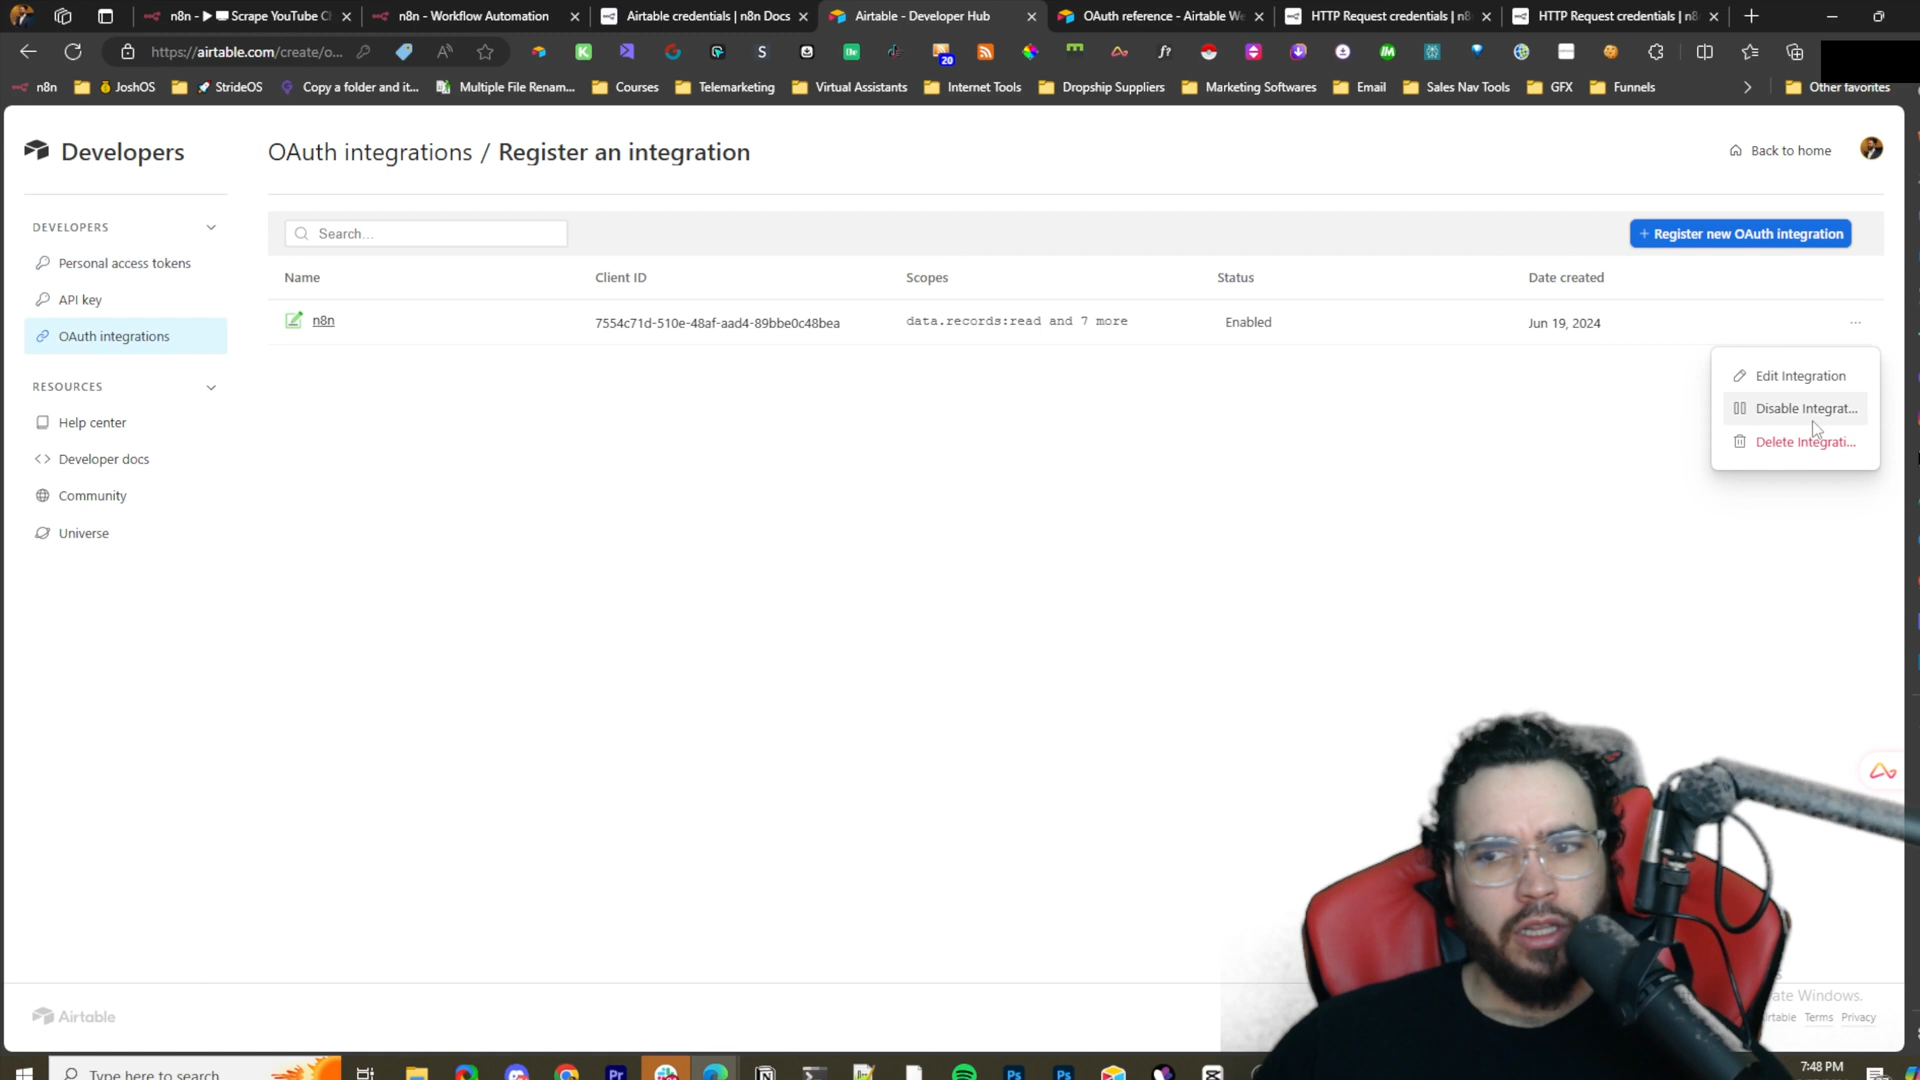 n8n - ▶ Scrape YouTube C
n8n - Workflow Automation
Airtable credentials | n8n Docs
Airtable - Developer Hub
OAuth reference - Airtable We
HTTP Request credentials | n8
HTTP Request credentials | n8
https://airtable.com/create/o...
20
n8n
JoshOS
StrideOS
Copy a folder and it...
Multiple File Renam...
Courses
Telemarketing
Virtual Assistants
Internet Tools
Dropship Suppliers
Marketing Softwares
Email
Sales Nav Tools
GFX
Funnels
Other favorites
Developers
OAuth integrations / Register an integration
Back to home
DEVELOPERS
Personal access tokens
API key
OAuth integrations
RESOURCES
Help center
Developer docs
Community
Universe
Search...
+ Register new OAuth integration
Name
Client ID
Scopes
Status
Date created
n8n
7554c71d-510e-48af-aad4-89bbe0c48bea
data.records:read and 7 more
Enabled
Jun 19, 2024
Edit Integration
Disable Integrat...
Delete Integrati...
Airtable
ate Windows.
irtable
Terms
Privacy
Type here to search
7:48 PM